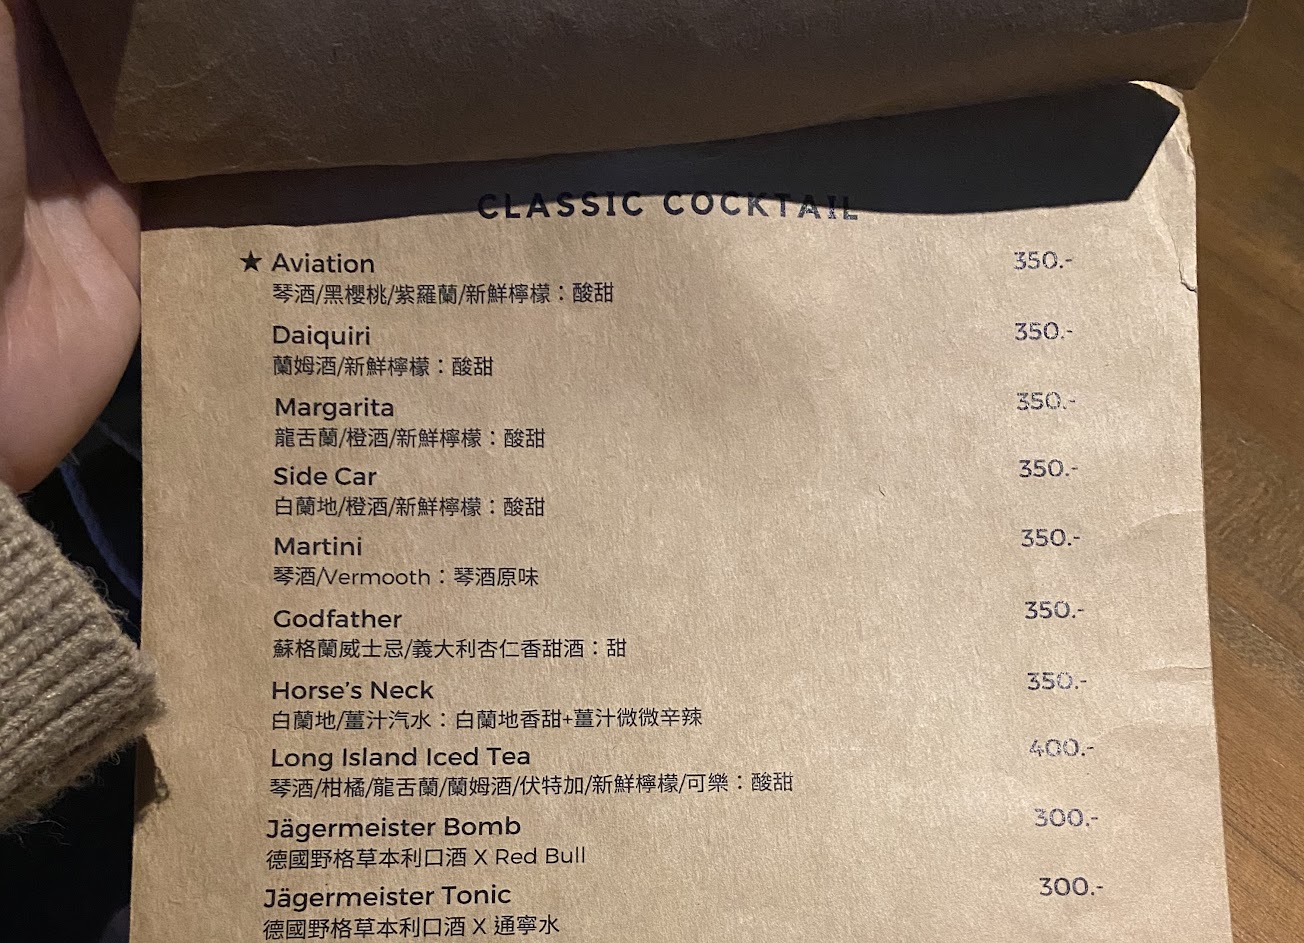 CLASSIC COCKTAIL
★ Aviation 350.-
琴酒/黑櫻桃/紫羅蘭/新鮮檸檬：酸甜
Daiquiri 350.-
蘭姆酒/新鮮檸檬：酸甜
Margarita 350.-
龍舌蘭/橙酒/新鮮檸檬：酸甜
Side Car 350.-
白蘭地/橙酒/新鮮檸檬：酸甜
Martini 350.-
琴酒/Vermooth：琴酒原味
Godfather 350.-
蘇格蘭威士忌/義大利杏仁香甜酒：甜
Horse's Neck 350.-
白蘭地/薑汁汽水：白蘭地香甜+薑汁微微辛辣
Long Island Iced Tea 400.-
琴酒/柑橘/龍舌蘭/蘭姆酒/伏特加/新鮮檸檬/可樂：酸甜
Jägermeister Bomb 300.-
德國野格草本利口酒 X Red Bull
Jägermeister Tonic 300.-
德國野格草本利口酒 X 通寧水